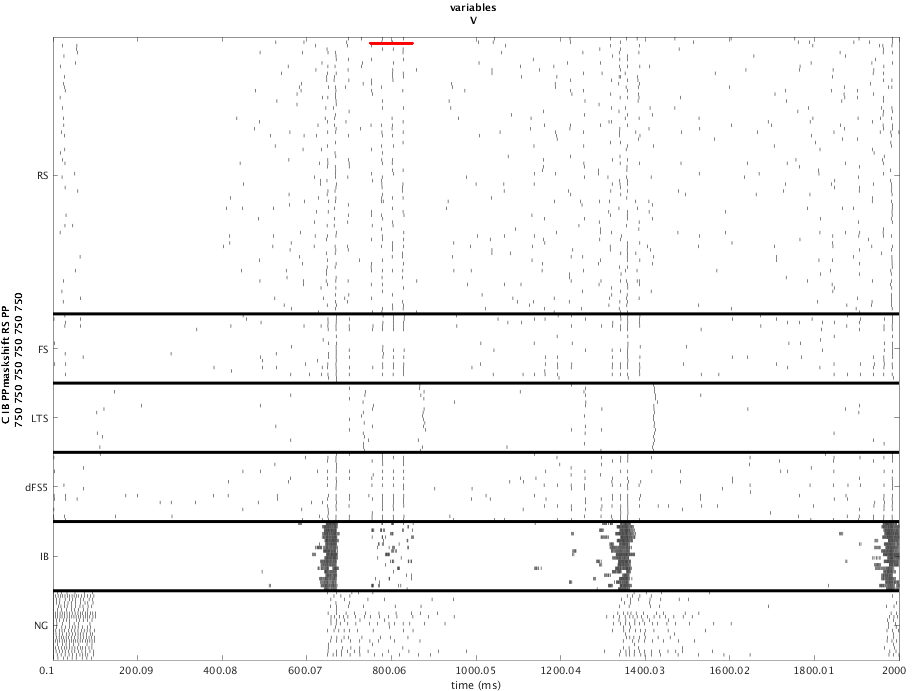 variables
V
RS
FS
LTS
dFS5
IB
NG
C IB PPmaskshift RS PP
750 750 750 750 750 750
0.1 200.09 400.08 600.07 800.06 1000.05 1200.04 1400.03 1600.02 1800.01 2000
time (ms)